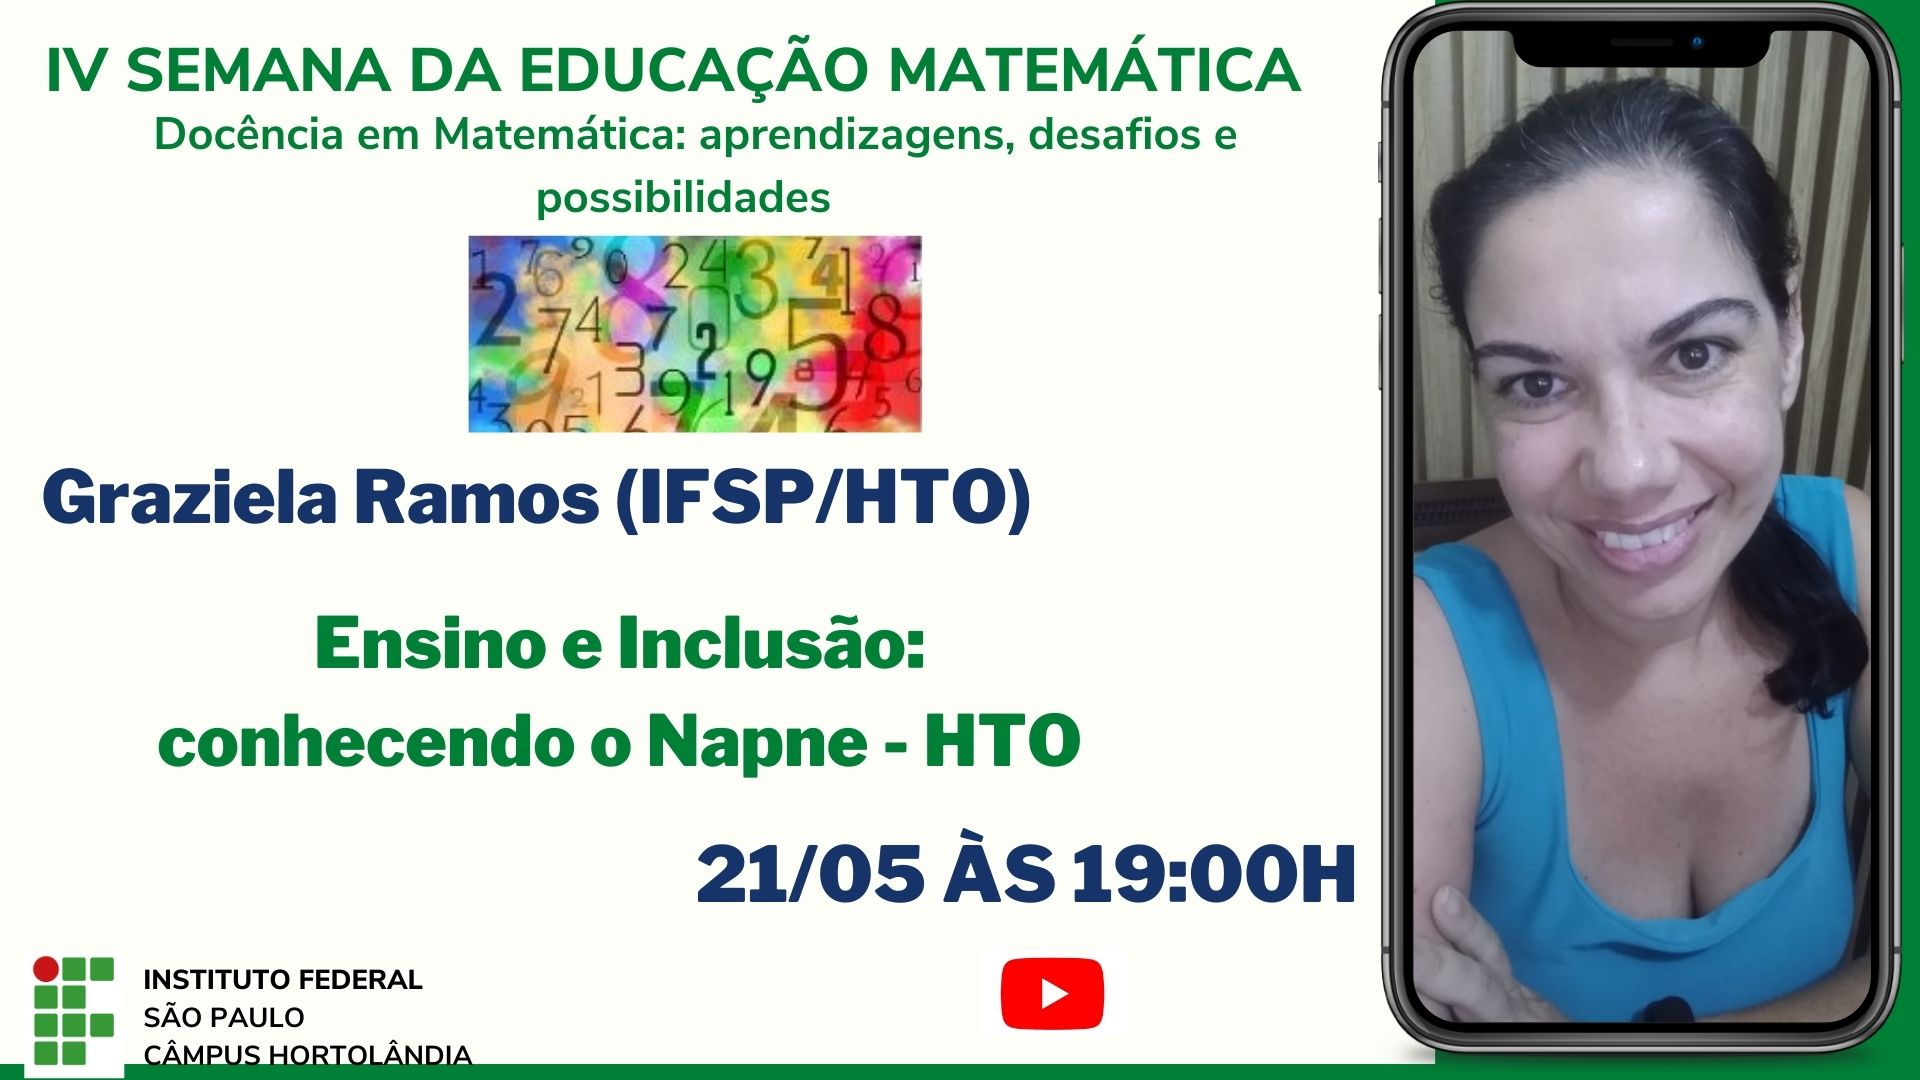 IV SEMANA DA EDUCAÇÃO MATEMÁTICA
Docência em Matemática: aprendizagens, desafios e
possibilidades
Graziela Ramos (IFSP/HTO)
Ensino e Inclusão:
conhecendo o Napne - HTO
21/05 ÀS 19:00H
INSTITUTO FEDERAL
SÃO PAULO
CÂMPUS HORTOLÂNDIA